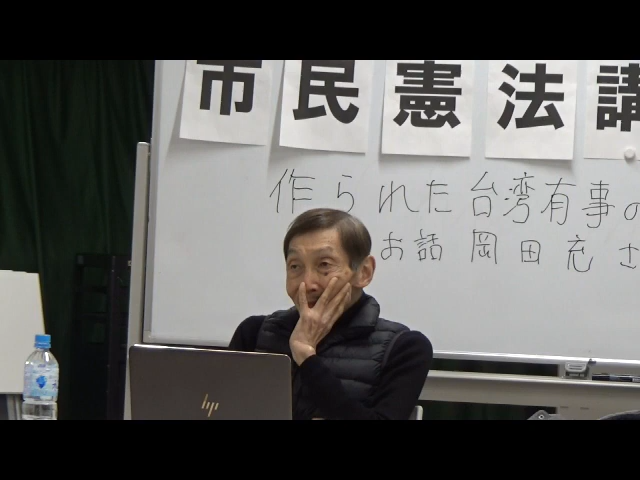 市民憲法講
作られた台湾有事の
お話 岡田充さ
hp